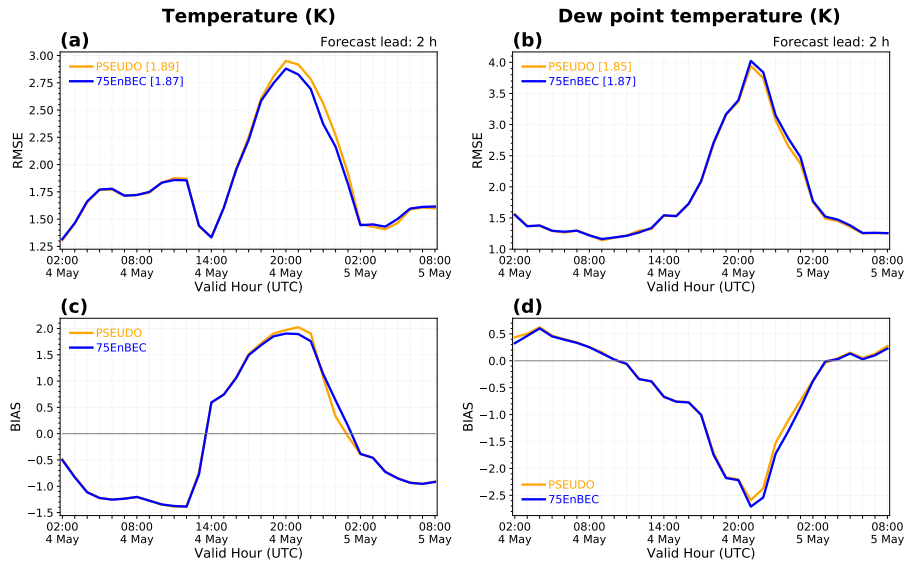 Temperature (K)
Dew point temperature (K)
(a)
Forecast lead: 2 h
(b)
Forecast lead: 2 h
PSEUDO [1.89]
75EnBEC [1.87]
3.00
2.75
2.50
2.25
2.00
1.75
1.50
1.25
RMSE
02:00 08:00 14:00 20:00 02:00 08:00
4 May 4 May 4 May 4 May 5 May 5 May
Valid Hour (UTC)
PSEUDO [1.85]
75EnBEC [1.87]
4.0
3.5
3.0
2.5
2.0
1.5
1.0
RMSE
02:00 08:00 14:00 20:00 02:00 08:00
4 May 4 May 4 May 4 May 5 May 5 May
Valid Hour (UTC)
(c)
PSEUDO
75EnBEC
2.0
1.5
1.0
0.5
0.0
−0.5
−1.0
−1.5
BIAS
02:00 08:00 14:00 20:00 02:00 08:00
4 May 4 May 4 May 4 May 5 May 5 May
Valid Hour (UTC)
(d)
0.5
0.0
−0.5
−1.0
−1.5
−2.0
−2.5
BIAS
PSEUDO
75EnBEC
02:00 08:00 14:00 20:00 02:00 08:00
4 May 4 May 4 May 4 May 5 May 5 May
Valid Hour (UTC)